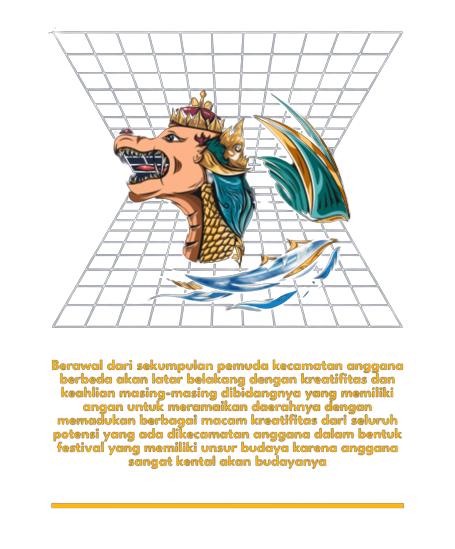 Berawal dari sekumpulan pemuda kecamatan anggana
berbeda akan latar belakang dengan kreatifitas dan
keahlian masing-masing dibidangnya yang memiliki
angan untuk meramaikan daerahnya dengan
memadukan berbagai macam kreatifitas dari seluruh
potensi yang ada dikecamatan anggana dalam bentuk
festival yang memiliki unsur budaya karena anggana
sangat kental akan budayanya